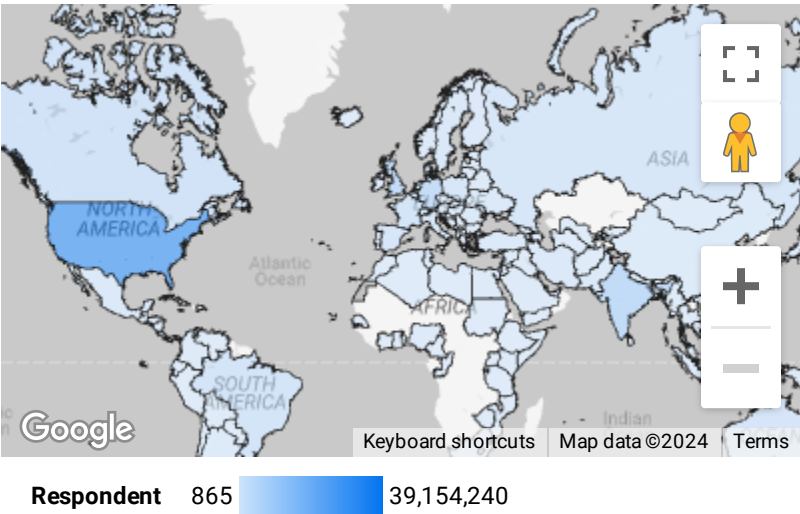 ASIA
NORTH
AMERICA
EUROPE
Atlantic
Ocean
AFRICA
SOUTH
AMERICA
Indian
Google
Keyboard shortcuts
Map data ©2024
Terms
Respondent 865 39,154,240